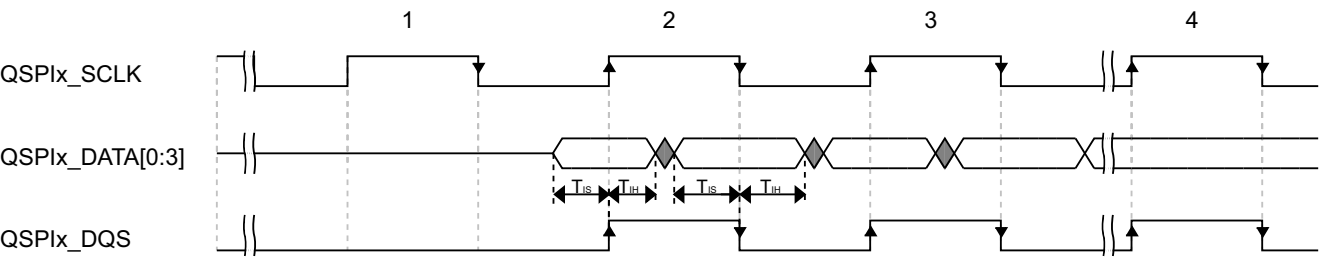 1 2 3 4
QSPIx_SCLK
QSPIx_DATA[0:3]
TIS TIH TIS TIH
QSPIx_DQS